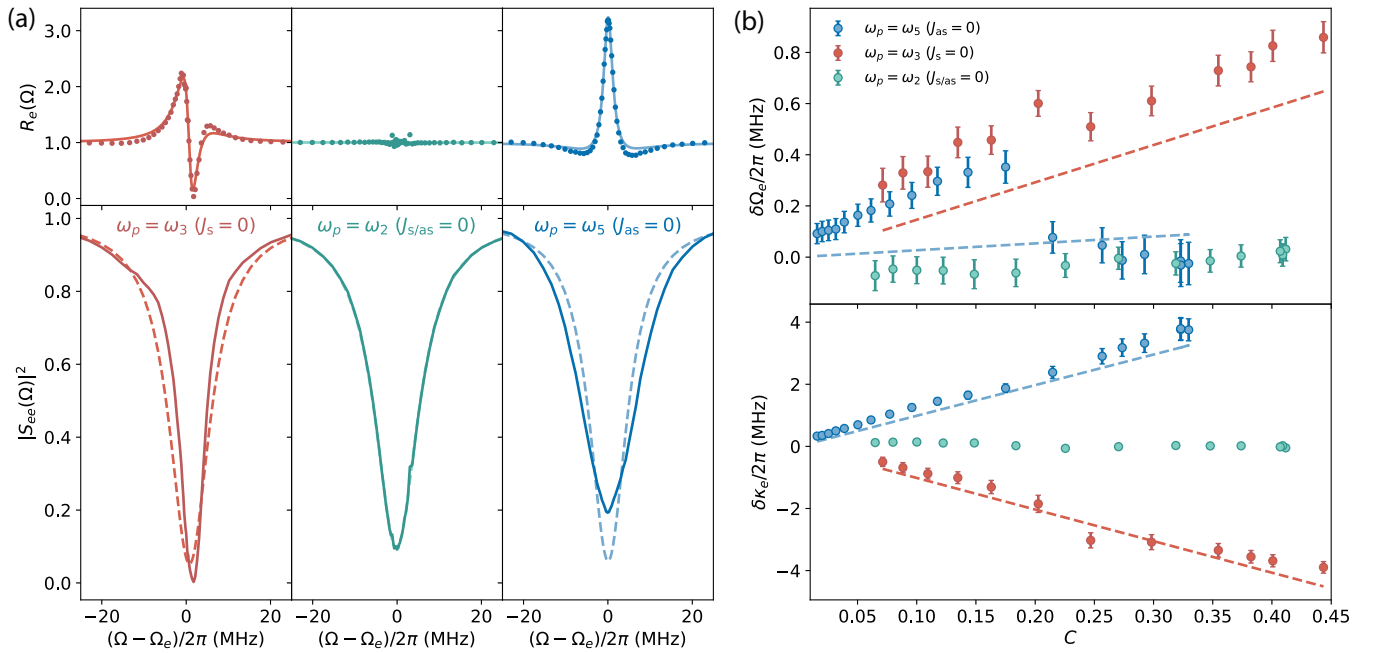 (a)
R_e(Ω)
3.0
2.0
1.0
0.0
|S_ee(Ω)|²
1.0
0.8
0.6
0.4
0.2
0.0
ω_p = ω_3 (J_s = 0)
ω_p = ω_2 (J_s/as = 0)
ω_p = ω_5 (J_as = 0)
−20 0 20
−20 0 20
−20 0 20
(Ω − Ω_e)/2π (MHz)
(Ω − Ω_e)/2π (MHz)
(Ω − Ω_e)/2π (MHz)
(b)
ω_p = ω_5 (J_as = 0)
ω_p = ω_3 (J_s = 0)
ω_p = ω_2 (J_s/as = 0)
δΩ_e/2π (MHz)
0.8
0.6
0.4
0.2
0.0
δκ_e/2π (MHz)
4
2
0
−2
−4
0.05 0.10 0.15 0.20 0.25 0.30 0.35 0.40 0.45
C